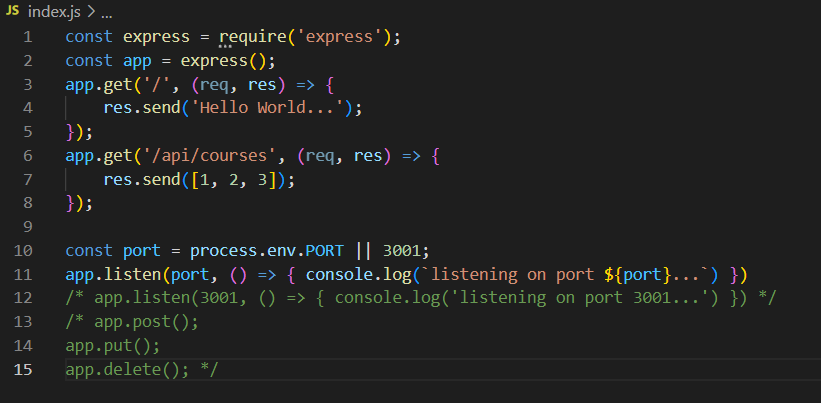 JS index.js > ...
1 const express = require('express');
2 const app = express();
3 app.get('/', (req, res) => {
4     res.send('Hello World...');
5 });
6 app.get('/api/courses', (req, res) => {
7     res.send([1, 2, 3]);
8 });
9
10 const port = process.env.PORT || 3001;
11 app.listen(port, () => { console.log(`listening on port ${port}...`) })
12 /* app.listen(3001, () => { console.log('listening on port 3001...') }) */
13 /* app.post();
14 app.put();
15 app.delete(); */